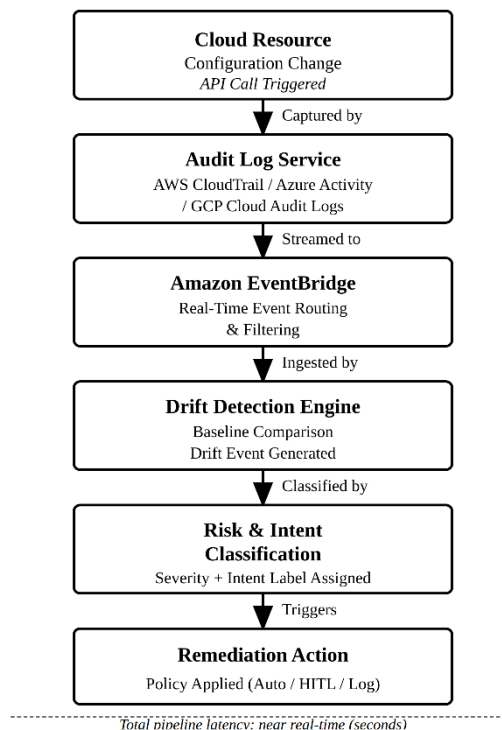 Cloud Resource
Configuration Change
API Call Triggered
Captured by
Audit Log Service
AWS CloudTrail / Azure Activity
/ GCP Cloud Audit Logs
Streamed to
Amazon EventBridge
Real-Time Event Routing
& Filtering
Ingested by
Drift Detection Engine
Baseline Comparison
Drift Event Generated
Classified by
Risk & Intent
Classification
Severity + Intent Label Assigned
Triggers
Remediation Action
Policy Applied (Auto / HITL / Log)
Total pipeline latency: near real-time (seconds)